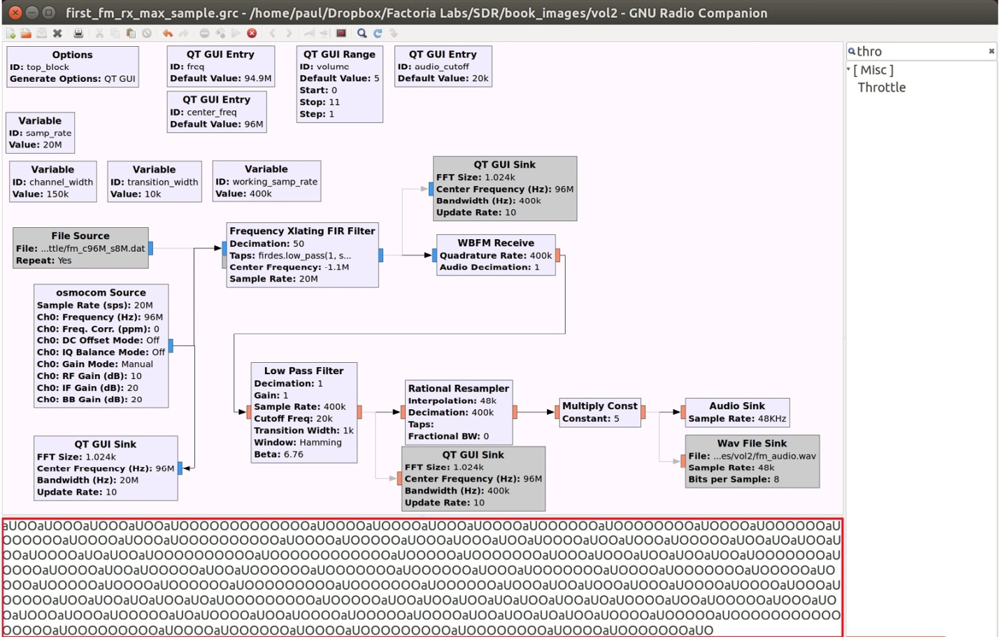 first_fm_rx_max_sample.grc - /home/paul/Dropbox/Factoria Labs/SDR/book_images/vol2 - GNU Radio Companion
thro
[ Misc ]
Throttle
Options
ID: top_block
Generate Options: QT GUI
QT GUI Entry
ID: freq
Default Value: 94.9M
QT GUI Range
ID: volume
Default Value: 5
Start: 0
Stop: 11
Step: 1
QT GUI Entry
ID: audio_cutoff
Default Value: 20k
QT GUI Entry
ID: center_freq
Default Value: 96M
Variable
ID: samp_rate
Value: 20M
Variable
ID: channel_width
Value: 150k
Variable
ID: transition_width
Value: 10k
Variable
ID: working_samp_rate
Value: 400k
QT GUI Sink
FFT Size: 1.024k
Center Frequency (Hz): 96M
Bandwidth (Hz): 400k
Update Rate: 10
File Source
File: ...ttle/fm_c96M_s8M.dat
Repeat: Yes
Frequency Xlating FIR Filter
Decimation: 50
Taps: firdes.low_pass(1, s...
Center Frequency: -1.1M
Sample Rate: 20M
WBFM Receive
Quadrature Rate: 400k
Audio Decimation: 1
osmocom Source
Sample Rate (sps): 20M
Ch0: Frequency (Hz): 96M
Ch0: Freq. Corr. (ppm): 0
Ch0: DC Offset Mode: Off
Ch0: IQ Balance Mode: Off
Ch0: Gain Mode: Manual
Ch0: RF Gain (dB): 10
Ch0: IF Gain (dB): 20
Ch0: BB Gain (dB): 20
Low Pass Filter
Decimation: 1
Gain: 1
Sample Rate: 400k
Cutoff Freq: 20k
Transition Width: 1k
Window: Hamming
Beta: 6.76
Rational Resampler
Interpolation: 48k
Decimation: 400k
Taps:
Fractional BW: 0
Multiply Const
Constant: 5
Audio Sink
Sample Rate: 48KHz
QT GUI Sink
FFT Size: 1.024k
Center Frequency (Hz): 96M
Bandwidth (Hz): 20M
Update Rate: 10
QT GUI Sink
FFT Size: 1.024k
Center Frequency (Hz): 96M
Bandwidth (Hz): 400k
Update Rate: 10
Wav File Sink
File: ...es/vol2/fm_audio.wav
Sample Rate: 48k
Bits per Sample: 8